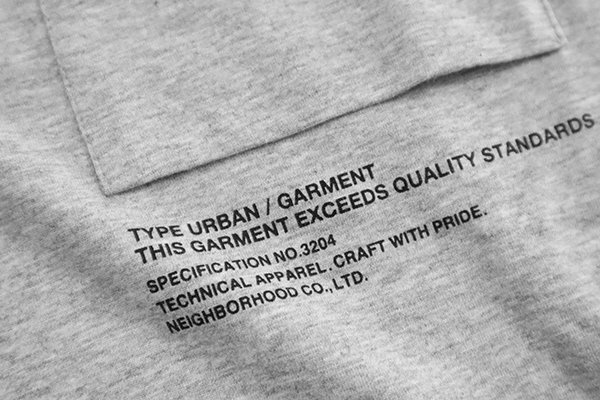 TYPE URBAN / GARMENT
THIS GARMENT EXCEEDS QUALITY STANDARDS
SPECIFICATION NO.3204
TECHNICAL APPAREL. CRAFT WITH PRIDE.
NEIGHBORHOOD CO., LTD.